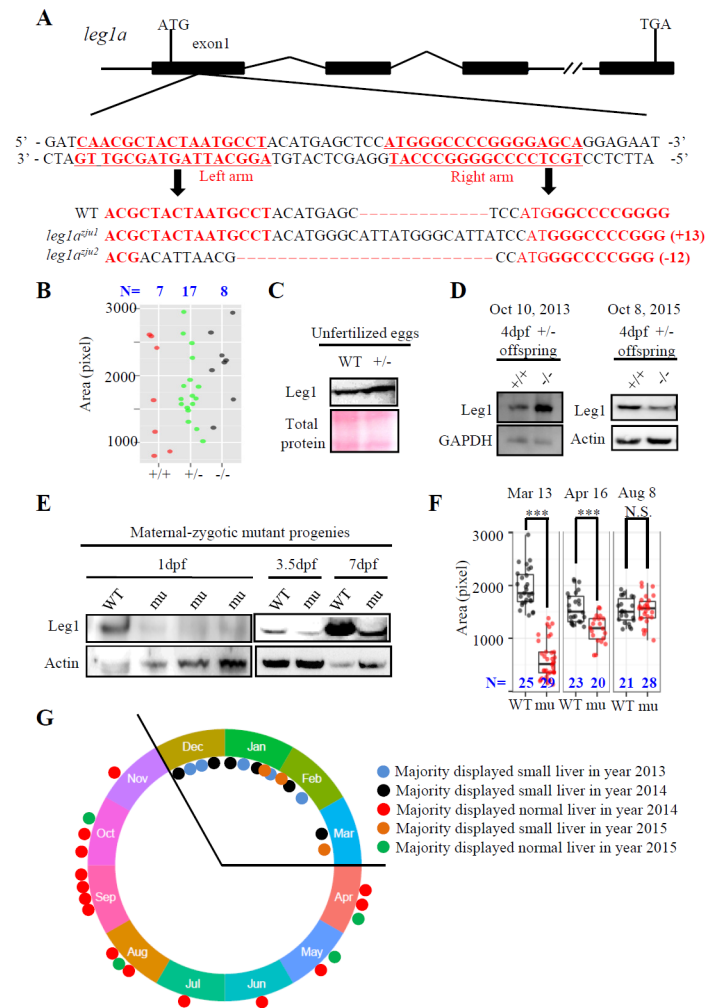 A
leg1a
ATG
exon1
TGA
5’ - GATCAACGCTACTAATGCCTACATGAGCTCCATGGGCCCCGGGGAGCAGGAGAAT -3’
3’ - CTAGTTGCGATGATTACGGATGTACTCGAGGTACCCGGGGCCCCTCGTCCTCTTA -5’
Left arm
Right arm
WT ACGCTACTAATGCCTACATGAGC-------------TCCATGGGCCCCGGGG
leg1a^zju1 ACGCTACTAATGCCTACATGGGCATTATGGGCATTATCCATGGGCCCCGGG (+13)
leg1a^zju2 ACGACATTAACG-------------------------CCATGGGCCCCGGG (-12)
B
N= 7 17 8
Area (pixel)
3000
2000
1000
+/+ +/- -/-
C
Unfertilized eggs
WT +/-
Leg1
Total protein
D
Oct 10, 2013
4dpf +/- offspring
+/+ -/-
Leg1
GAPDH
Oct 8, 2015
4dpf +/- offspring
+/+ -/-
Leg1
Actin
E
Maternal-zygotic mutant progenies
1dpf 3.5dpf 7dpf
WT mu mu mu WT mu WT mu
Leg1
Actin
F
Mar 13 Apr 16 Aug 8
*** *** N.S.
Area (pixel)
3000
2000
1000
0
N= 25 29 23 20 21 28
WT mu WT mu WT mu
G
Dec
Jan
Feb
Mar
Apr
May
Jun
Jul
Aug
Sep
Oct
Nov
Majority displayed small liver in year 2013
Majority displayed small liver in year 2014
Majority displayed normal liver in year 2014
Majority displayed small liver in year 2015
Majority displayed normal liver in year 2015